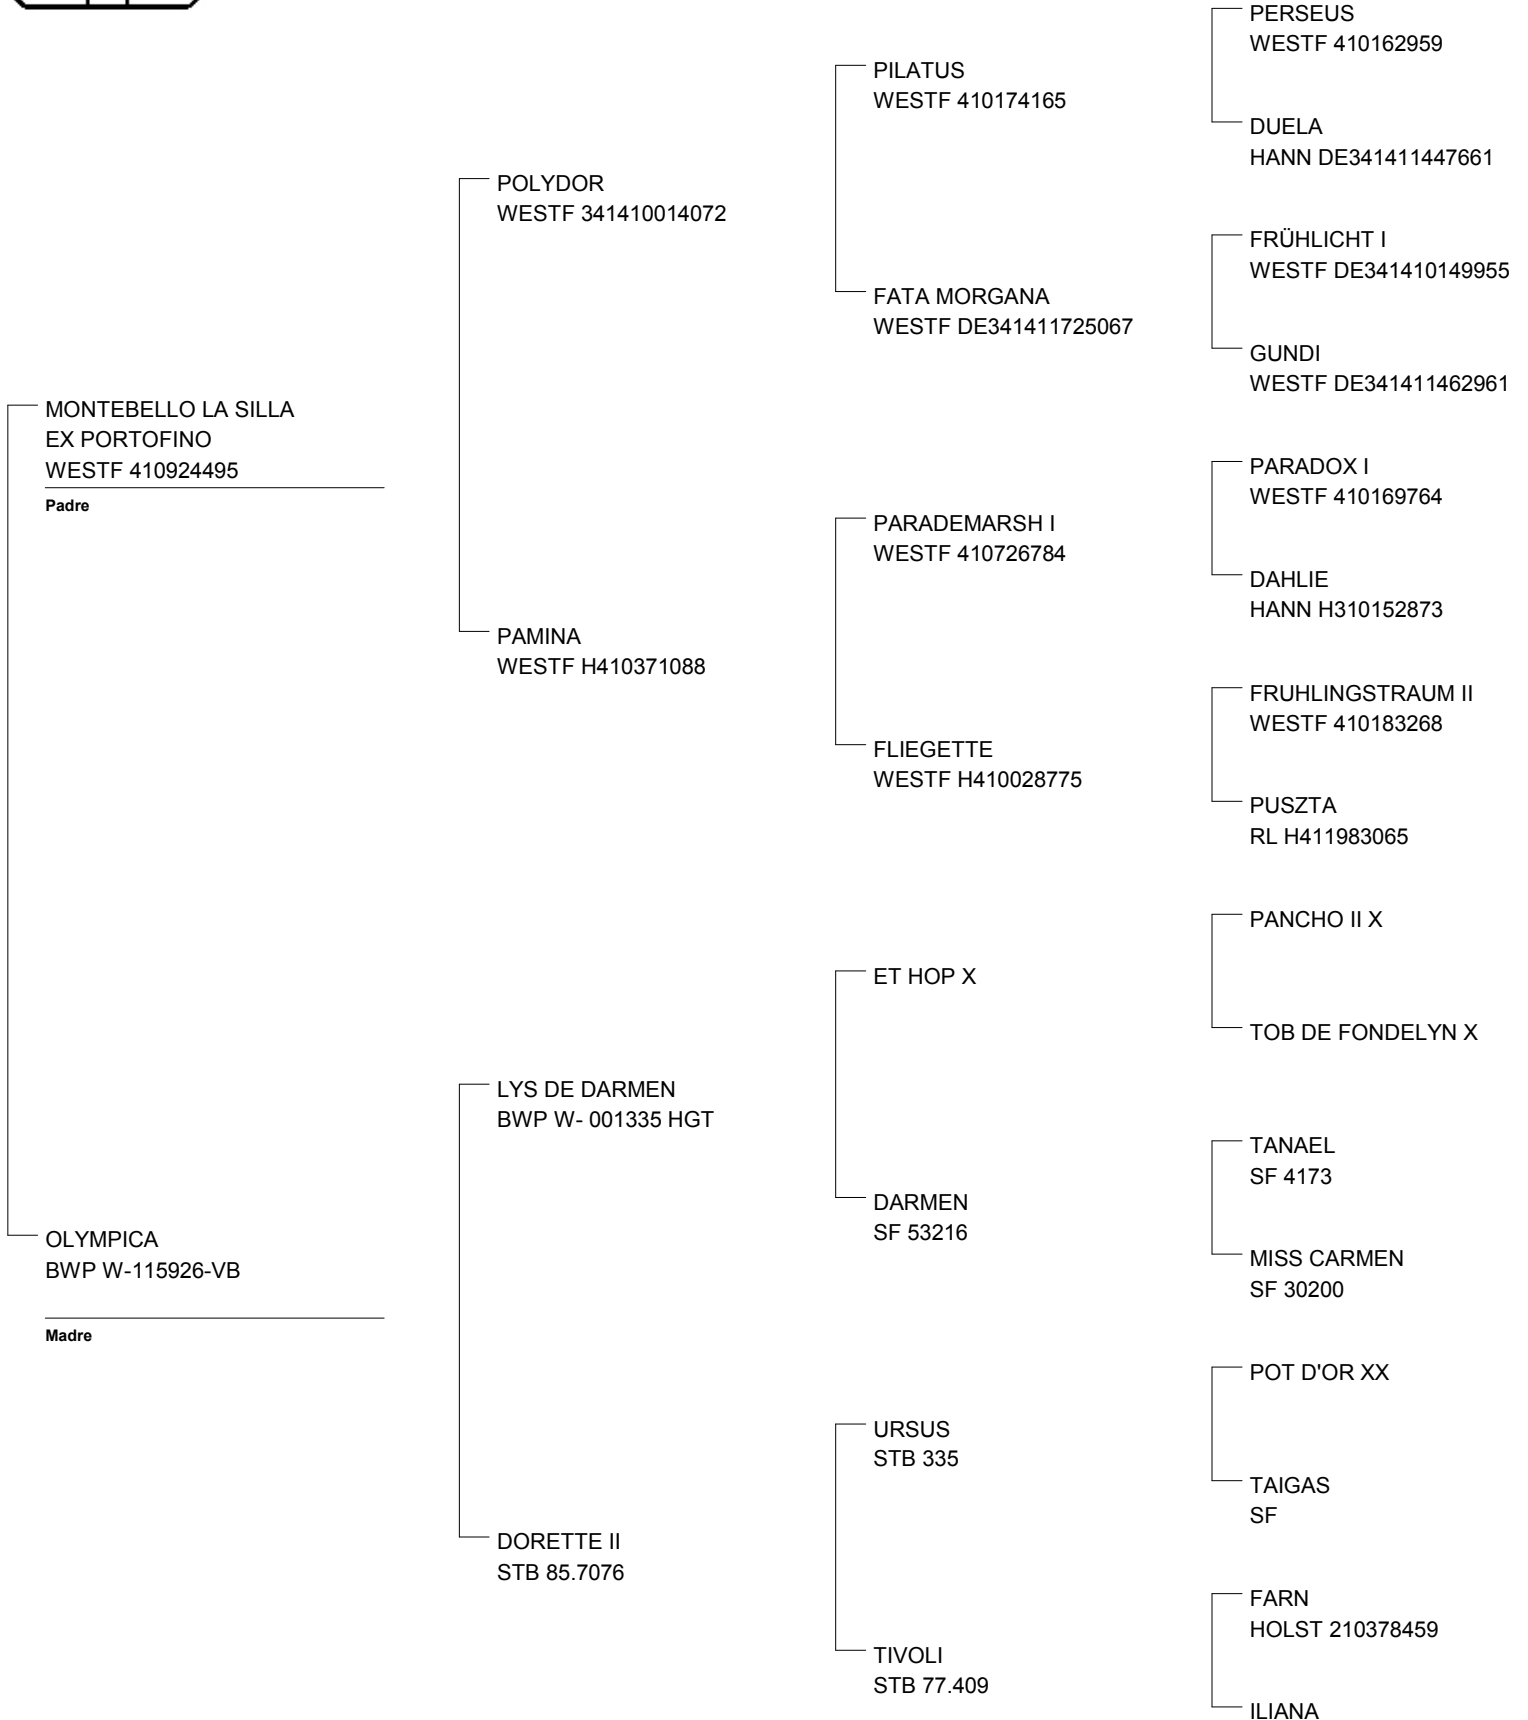 PERSEUS
WESTF 410162959
PILATUS
WESTF 410174165
DUELA
HANN DE341411447661
POLYDOR
WESTF 341410014072
FRÜHLICHT I
WESTF DE341410149955
FATA MORGANA
WESTF DE341411725067
GUNDI
WESTF DE341411462961
MONTEBELLO LA SILLA
EX PORTOFINO
WESTF 410924495
Padre
PARADOX I
WESTF 410169764
PARADEMARSH I
WESTF 410726784
DAHLIE
HANN H310152873
PAMINA
WESTF H410371088
FRUHLINGSTRAUM II
WESTF 410183268
FLIEGETTE
WESTF H410028775
PUSZTA
RL H411983065
PANCHO II X
ET HOP X
TOB DE FONDELYN X
LYS DE DARMEN
BWP W- 001335 HGT
TANAEL
SF 4173
DARMEN
SF 53216
OLYMPICA
BWP W-115926-VB
Madre
MISS CARMEN
SF 30200
POT D'OR XX
URSUS
STB 335
TAIGAS
SF
DORETTE II
STB 85.7076
FARN
HOLST 210378459
TIVOLI
STB 77.409
ILIANA